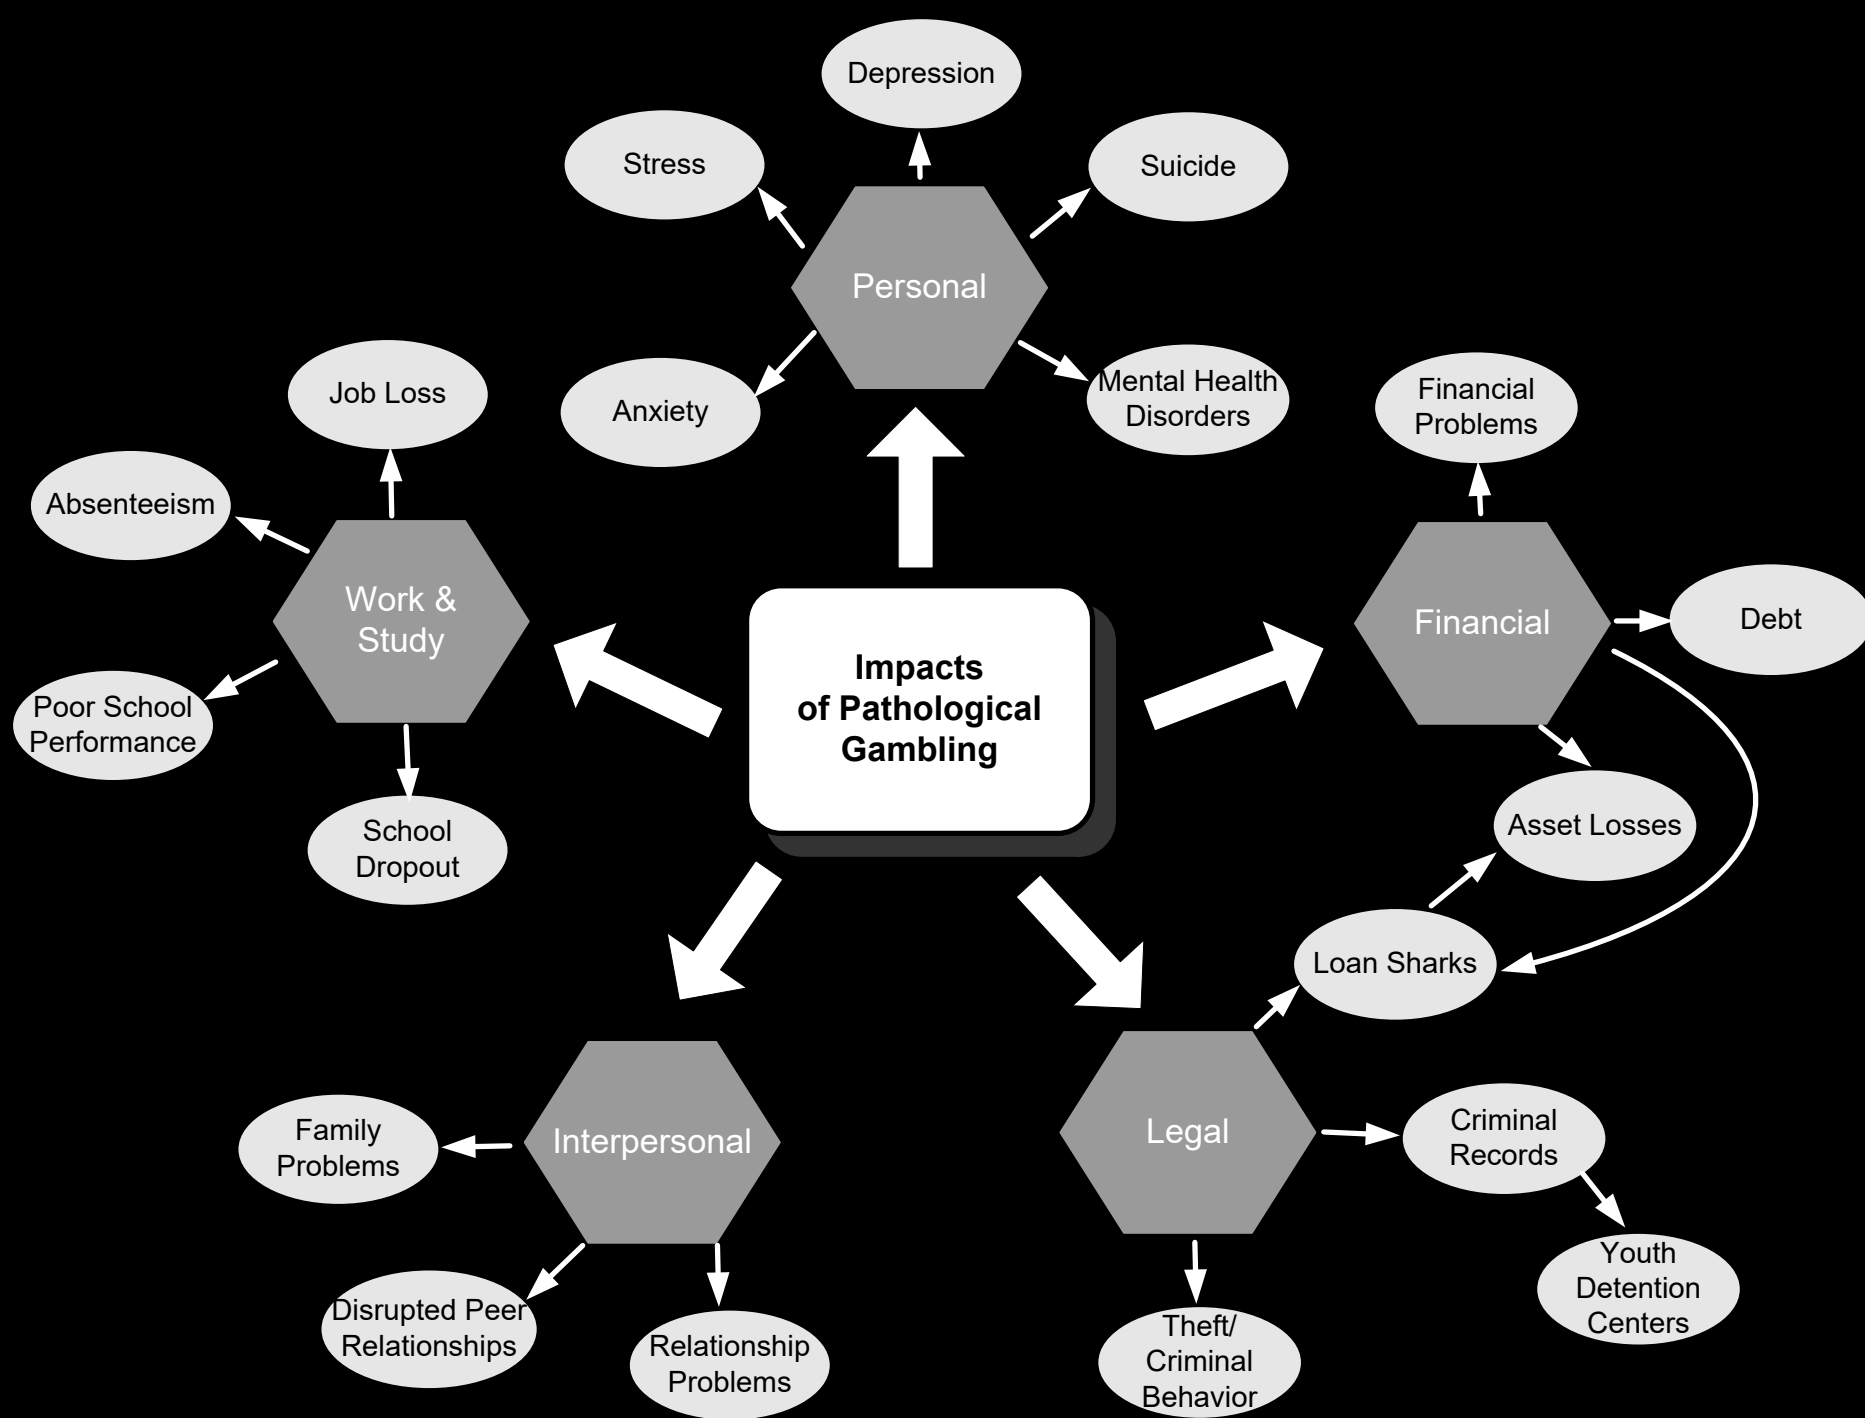 Depression
Stress
Suicide
Personal
Anxiety
Mental Health
Disorders
Job Loss
Absenteeism
Work &
Study
Poor School
Performance
School
Dropout
Financial
Problems
Financial
Debt
Asset Losses
Loan Sharks
Impacts
of Pathological
Gambling
Interpersonal
Family
Problems
Disrupted Peer
Relationships
Relationship
Problems
Legal
Criminal
Records
Youth
Detention
Centers
Theft/
Criminal
Behavior